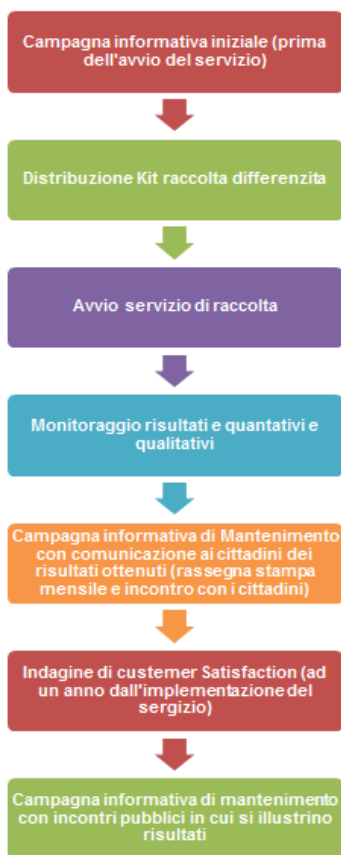 Campagna informativa iniziale (prima
dell'avvio del servizio)
Distribuzione Kit raccolta differenzita
Avvio servizio di raccolta
Monitoraggio risultati e quantativi e
qualitativi
Campagna informativa di Mantenimento
con comunicazione ai cittadini dei
risultati ottenuti (rassegna stampa
mensile e incontro con i cittadini)
Indagine di custemer Satisfaction (ad
un anno dall'implementazione del
sergizio)
Campagna informativa di mantenimento
con incontri pubblici in cui si illustrino
risultati